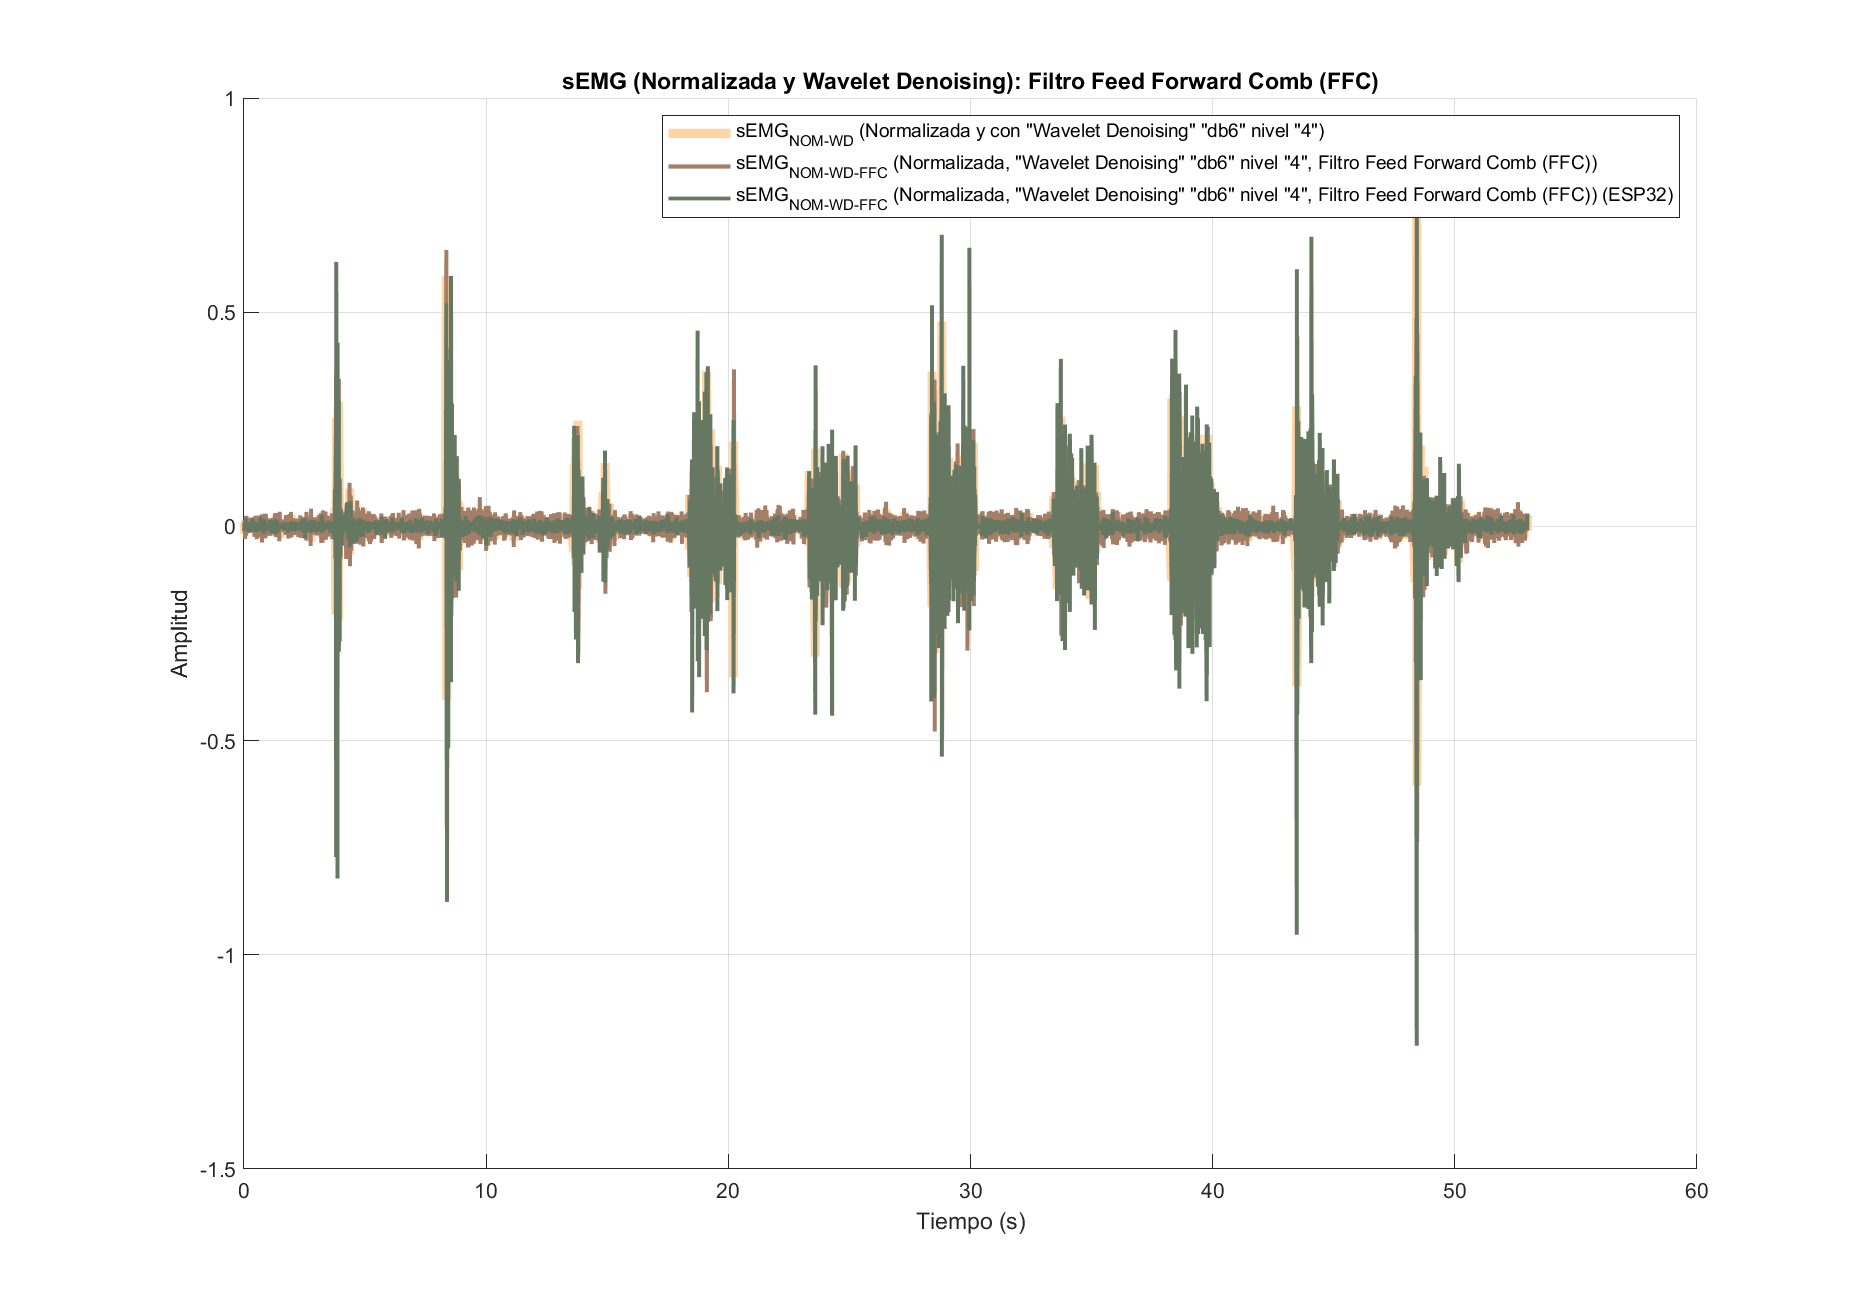 sEMG (Normalizada y Wavelet Denoising): Filtro Feed Forward Comb (FFC)
sEMG_NOM-WD (Normalizada y con "Wavelet Denoising" "db6" nivel "4")
sEMG_NOM-WD-FFC (Normalizada, "Wavelet Denoising" "db6" nivel "4", Filtro Feed Forward Comb (FFC))
sEMG_NOM-WD-FFC (Normalizada, "Wavelet Denoising" "db6" nivel "4", Filtro Feed Forward Comb (FFC)) (ESP32)
1
0.5
0
-0.5
-1
-1.5
Amplitud
0 10 20 30 40 50 60
Tiempo (s)